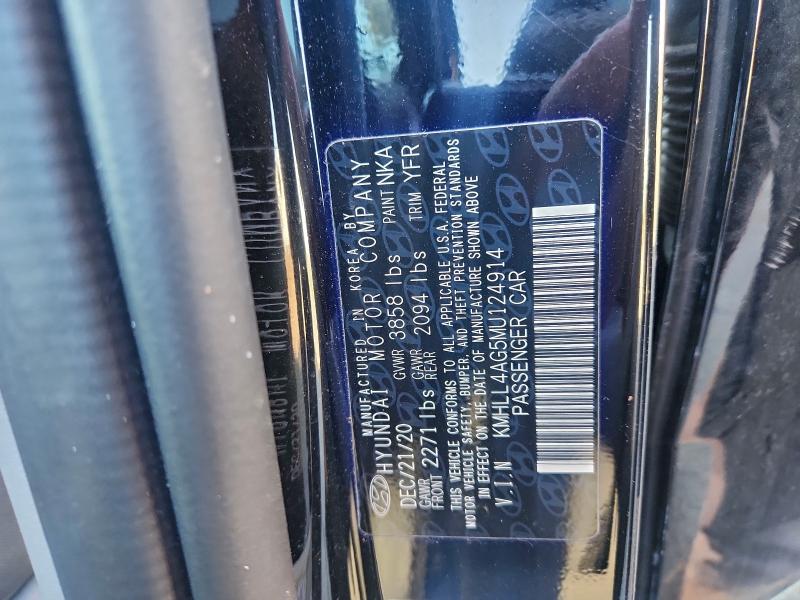 MANUFACTURED IN KOREA BY
HYUNDAI MOTOR COMPANY
DEC/21/20 GVWR 3858 lbs PAINT NKA
GAWR FRONT 2271 lbs GAWR REAR 2094 lbs TRIM YFR
THIS VEHICLE CONFORMS TO ALL APPLICABLE U.S.A. FEDERAL
MOTOR VEHICLE SAFETY, BUMPER, AND THEFT PREVENTION STANDARDS
IN EFFECT ON THE DATE OF MANUFACTURE SHOWN ABOVE
V.I.N KMHLL4AG5MU124914
PASSENGER CAR